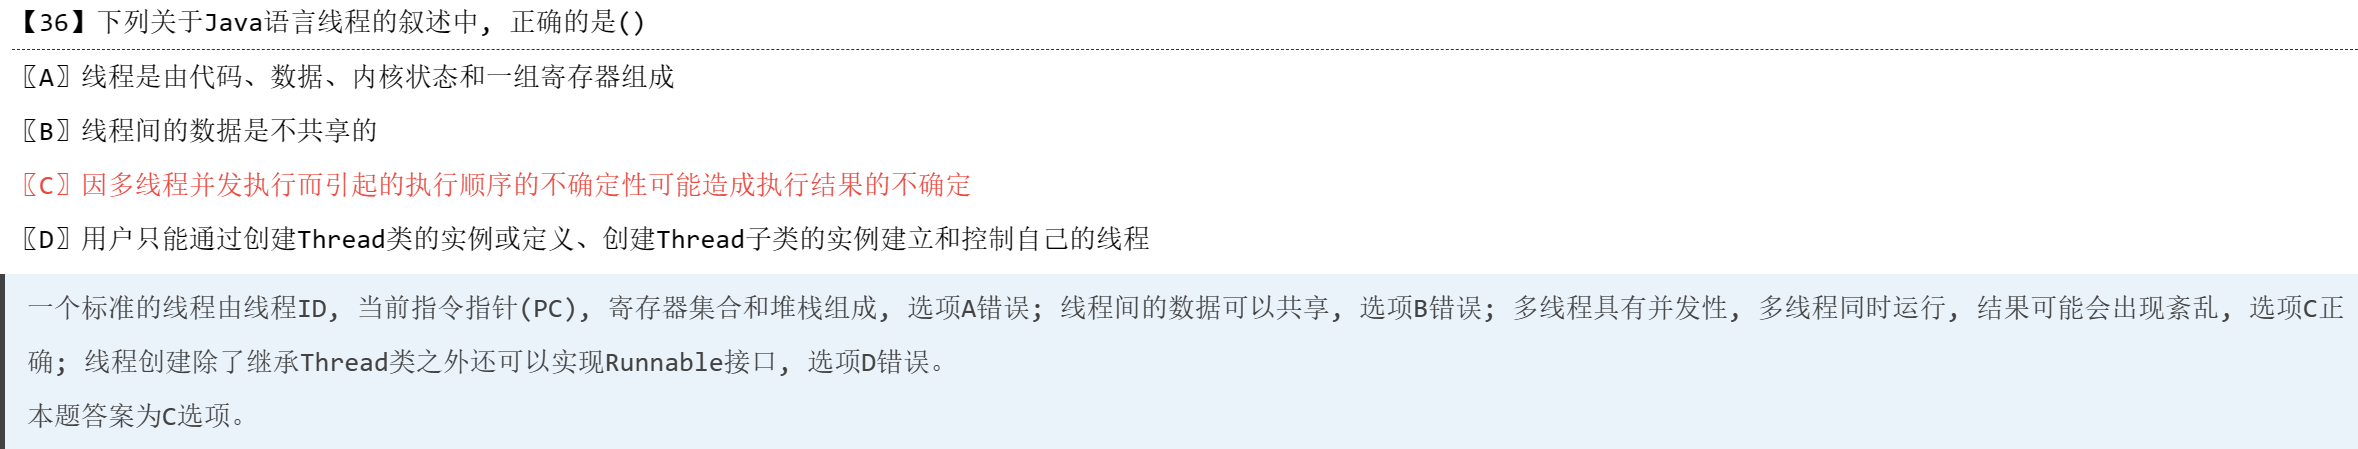 【36】下列关于Java语言线程的叙述中, 正确的是()
〖A〗线程是由代码、数据、内核状态和一组寄存器组成
〖B〗线程间的数据是不共享的
〖C〗因多线程并发执行而引起的执行顺序的不确定性可能造成执行结果的不确定
〖D〗用户只能通过创建Thread类的实例或定义、创建Thread子类的实例建立和控制自己的线程
一个标准的线程由线程ID, 当前指令指针(PC), 寄存器集合和堆栈组成, 选项A错误; 线程间的数据可以共享, 选项B错误; 多线程具有并发性, 多线程同时运行, 结果可能会出现紊乱, 选项C正
确; 线程创建除了继承Thread类之外还可以实现Runnable接口, 选项D错误。
本题答案为C选项。